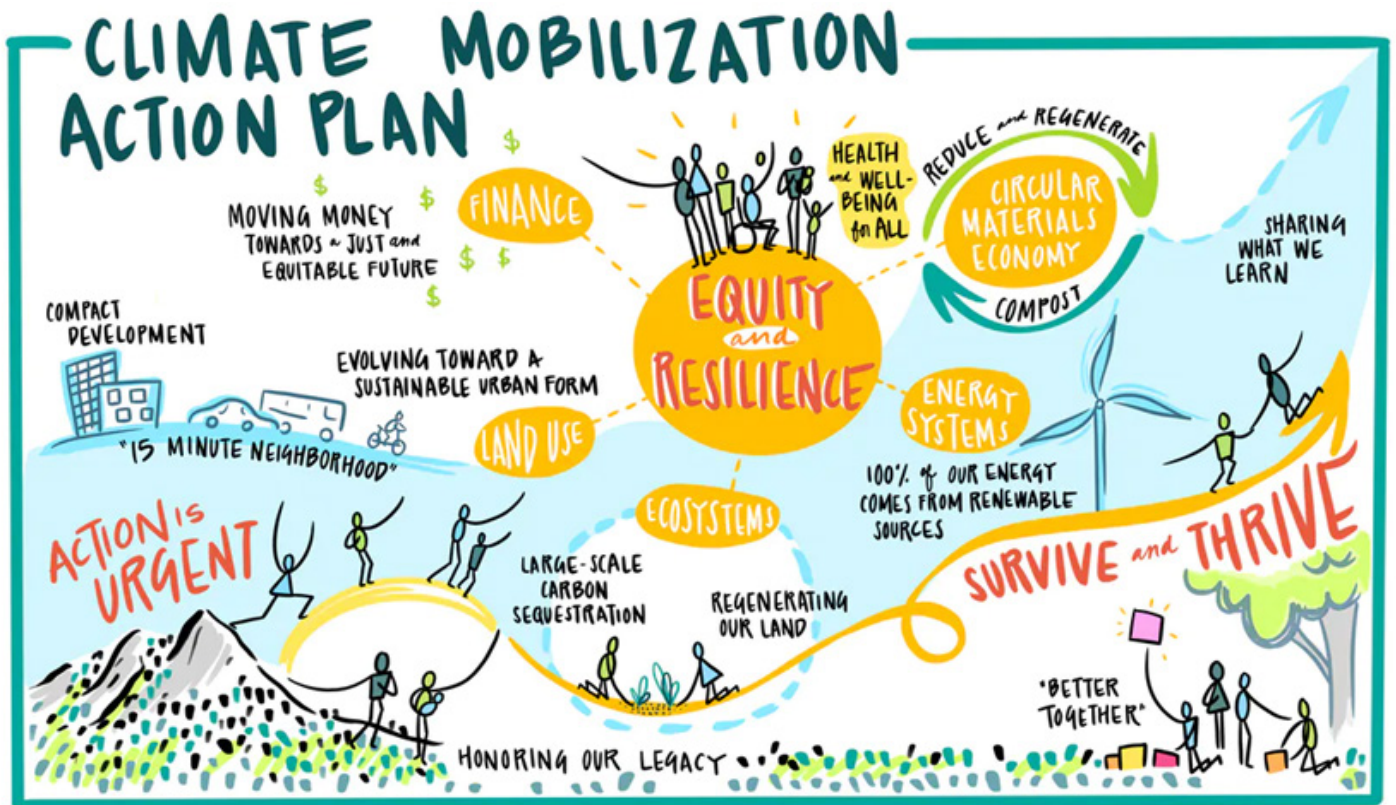 CLIMATE MOBILIZATION
ACTION PLAN
$
$
$
$
$
$
FINANCE
MOVING MONEY
TOWARDS a JUST and
EQUITABLE FUTURE
HEALTH
and WELL-
BEING
for ALL
REDUCE and REGENERATE
CIRCULAR
MATERIALS
ECONOMY
COMPOST
SHARING
WHAT WE
LEARN
EQUITY
and
RESILIENCE
COMPACT
DEVELOPMENT
EVOLVING TOWARD A
SUSTAINABLE URBAN FORM
LAND USE
"15 MINUTE NEIGHBORHOOD"
ENERGY
SYSTEMS
100% of OUR ENERGY
COMES FROM RENEWABLE
SOURCES
ECOSYSTEMS
LARGE-SCALE
CARBON
SEQUESTRATION
REGENERATING
OUR LAND
ACTION IS
URGENT
SURVIVE and THRIVE
"BETTER
TOGETHER"
HONORING OUR LEGACY